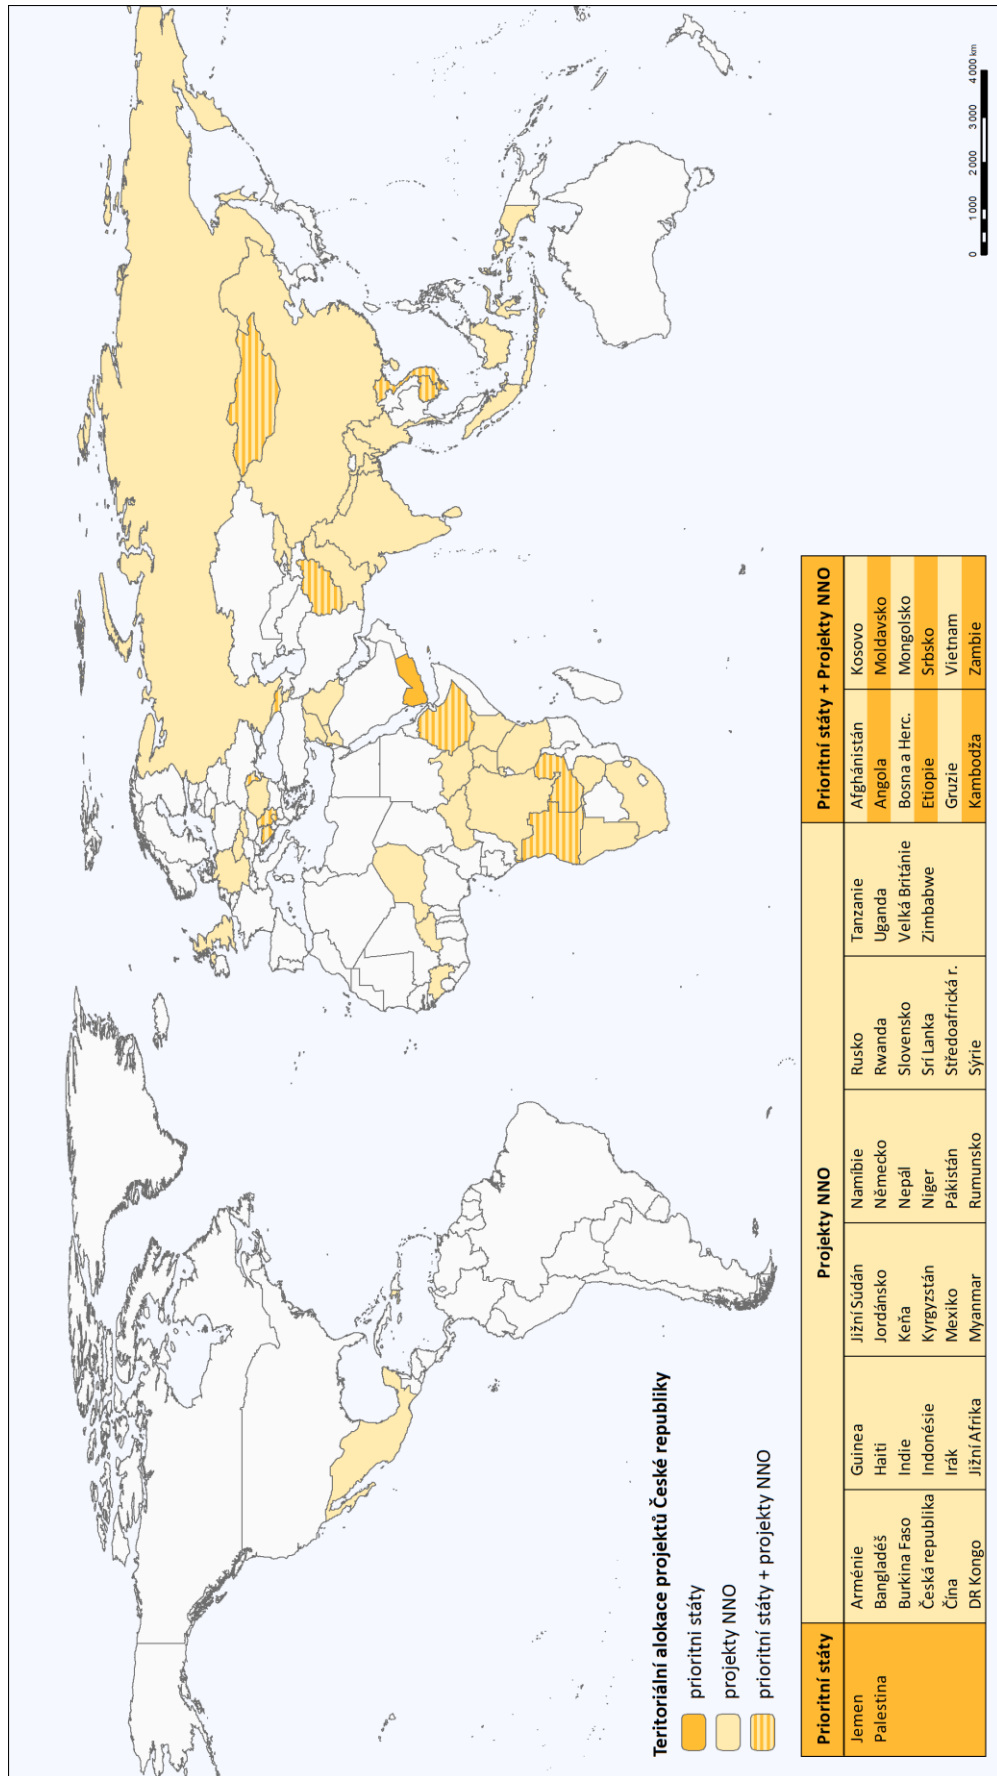 Teritoriální alokace projektů České republiky
prioritni státy
projekty NNO
prioritní státy + projekty NNO
0 1 000 2 000 3 000 4 000 km
Prioritní státy
Projekty NNO
Prioritní státy + Projekty NNO
Jemen
Palestina
Arménie
Bangladéš
Burkina Faso
Česká republika
Čína
DR Kongo
Guinea
Haiti
Indie
Indonésie
Irák
Jižní Afrika
Jižní Súdán
Jordánsko
Keňa
Kyrgyzstán
Mexiko
Myanmar
Namíbie
Německo
Nepál
Niger
Pákistán
Rumunsko
Rusko
Rwanda
Slovensko
Srí Lanka
Středoafrická r.
Sýrie
Tanzanie
Uganda
Velká Británie
Zimbabwe
Afghánistán
Angola
Bosna a Herc.
Etiopie
Gruzie
Kambodža
Kosovo
Moldavsko
Mongolsko
Srbsko
Vietnam
Zambie